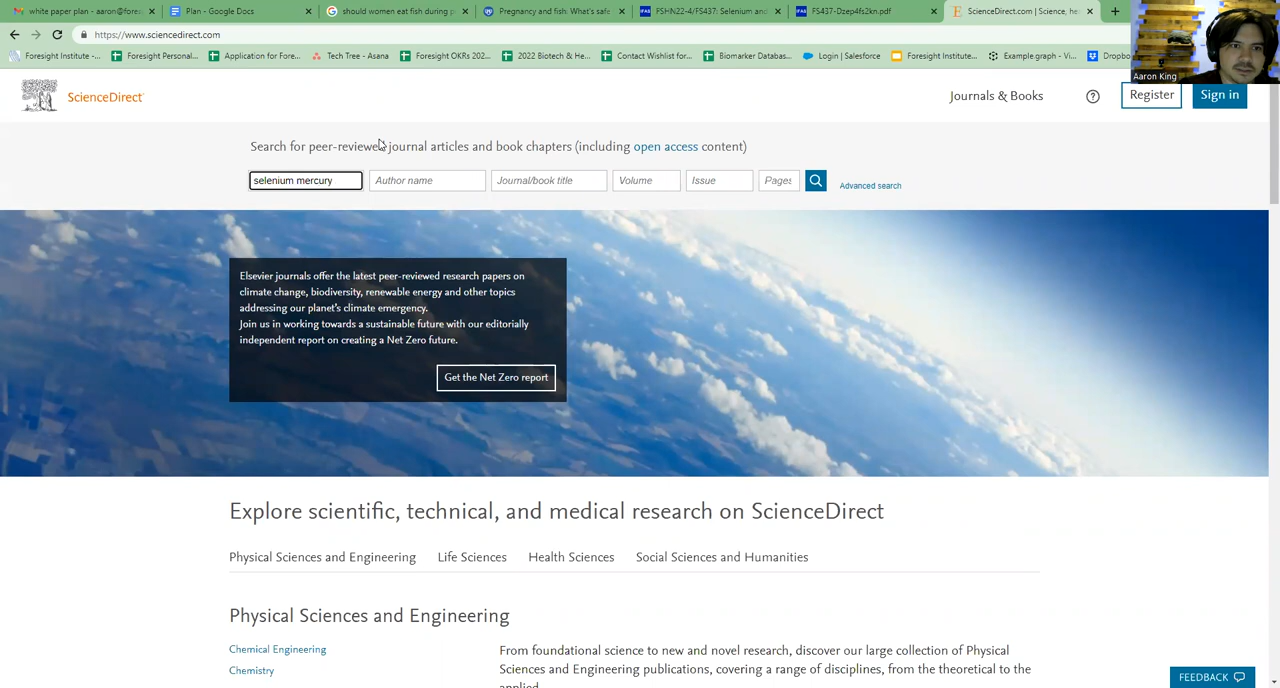 white paper plan - aaron@fores
Plan - Google Docs
should women eat fish during p
Pregnancy and fish: What's safe
FSHN22-4/FS437: Selenium and
FS437-Dzep4fs2kn.pdf
ScienceDirect.com | Science, he
https://www.sciencedirect.com
Foresight Institute -...
Foresight Personal...
Application for Fore...
Tech Tree - Asana
Foresight OKRs 202...
2022 Biotech & He...
Contact Wishlist for...
Biomarker Databas...
Login | Salesforce
Foresight Institute...
Example.graph - Vi...
Dropbo
Aaron King
ScienceDirect
Journals & Books
Register
Sign in
Search for peer-reviewed journal articles and book chapters (including open access content)
selenium mercury
Author name
Journal/book title
Volume
Issue
Pages
Advanced search
Elsevier journals offer the latest peer-reviewed research papers on
climate change, biodiversity, renewable energy and other topics
addressing our planet's climate emergency.
Join us in working towards a sustainable future with our editorially
independent report on creating a Net Zero future.
Get the Net Zero report
Explore scientific, technical, and medical research on ScienceDirect
Physical Sciences and Engineering
Life Sciences
Health Sciences
Social Sciences and Humanities
Physical Sciences and Engineering
Chemical Engineering
Chemistry
From foundational science to new and novel research, discover our large collection of Physical
Sciences and Engineering publications, covering a range of disciplines, from the theoretical to the
applied.
FEEDBACK